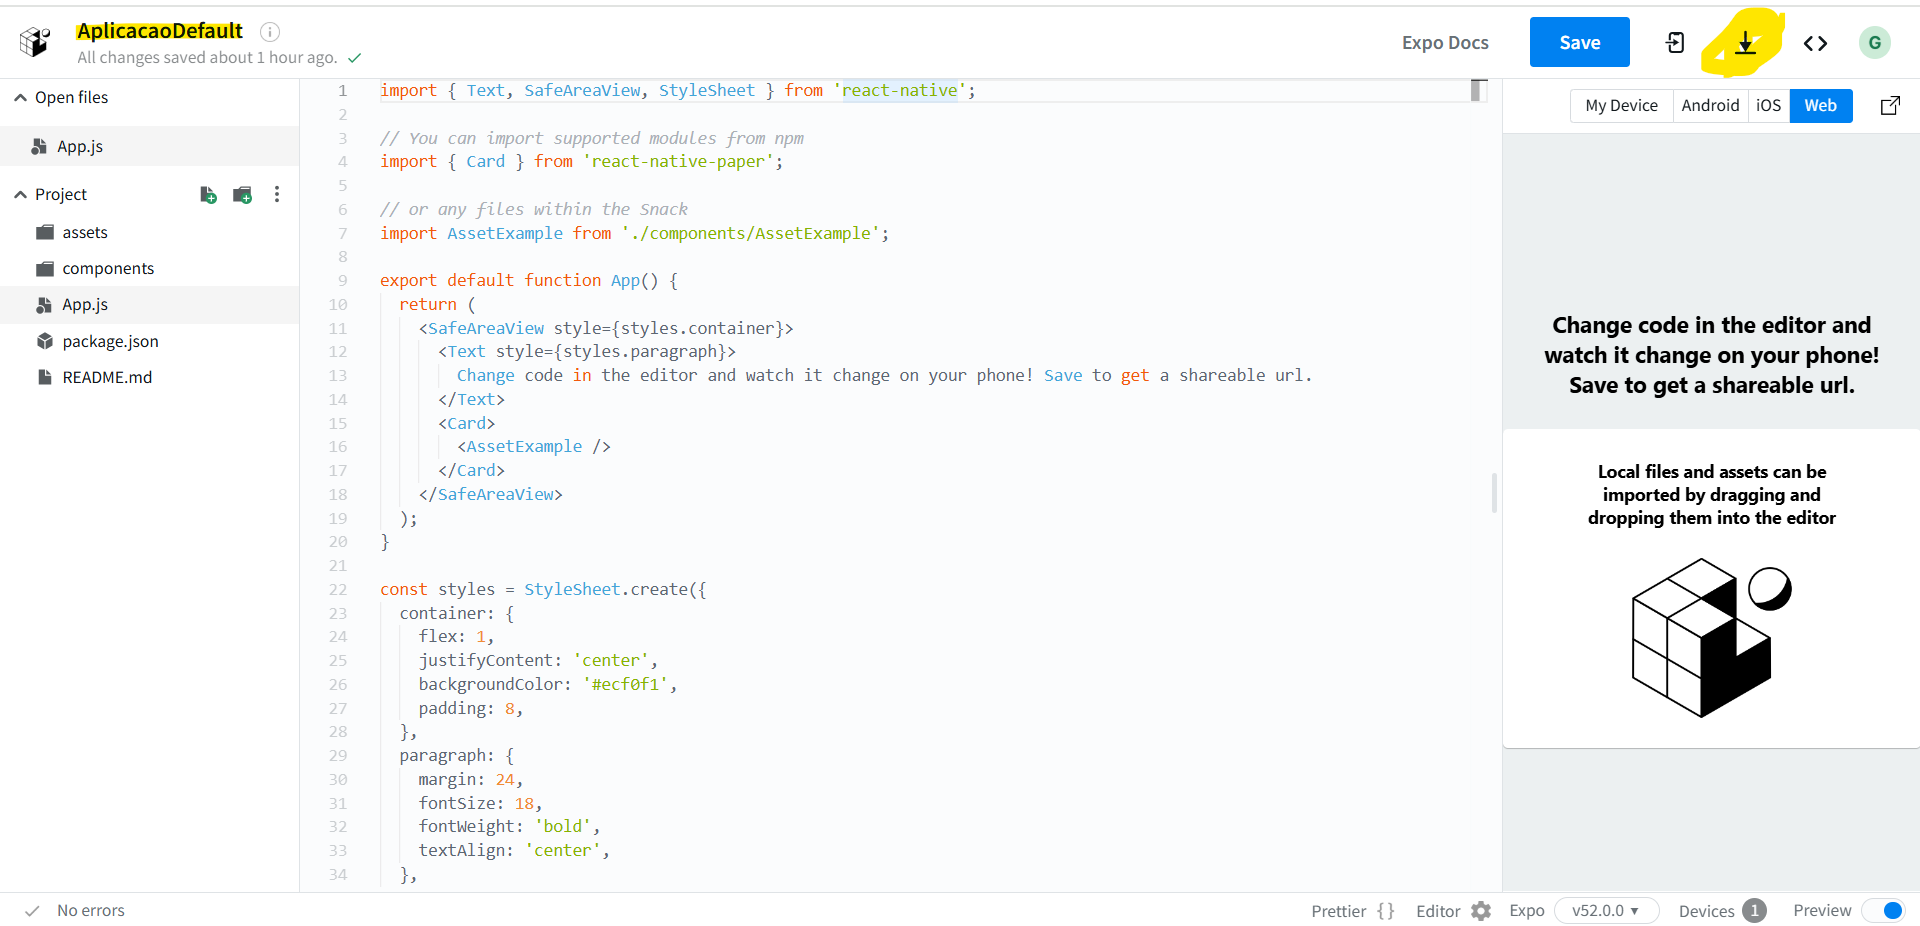 AplicacaoDefault
All changes saved about 1 hour ago.
Expo Docs
Save
G
Open files
App.js
Project
assets
components
App.js
package.json
README.md
1 import { Text, SafeAreaView, StyleSheet } from 'react-native';
2
3 // You can import supported modules from npm
4 import { Card } from 'react-native-paper';
5
6 // or any files within the Snack
7 import AssetExample from './components/AssetExample';
8
9 export default function App() {
10 return (
11 <SafeAreaView style={styles.container}>
12 <Text style={styles.paragraph}>
13 Change code in the editor and watch it change on your phone! Save to get a shareable url.
14 </Text>
15 <Card>
16 <AssetExample />
17 </Card>
18 </SafeAreaView>
19 );
20 }
21
22 const styles = StyleSheet.create({
23 container: {
24 flex: 1,
25 justifyContent: 'center',
26 backgroundColor: '#ecf0f1',
27 padding: 8,
28 },
29 paragraph: {
30 margin: 24,
31 fontSize: 18,
32 fontWeight: 'bold',
33 textAlign: 'center',
34 },
My Device Android iOS Web
Change code in the editor and
watch it change on your phone!
Save to get a shareable url.
Local files and assets can be
imported by dragging and
dropping them into the editor
No errors
Prettier {} Editor Expo v52.0.0 ▾ Devices 1 Preview